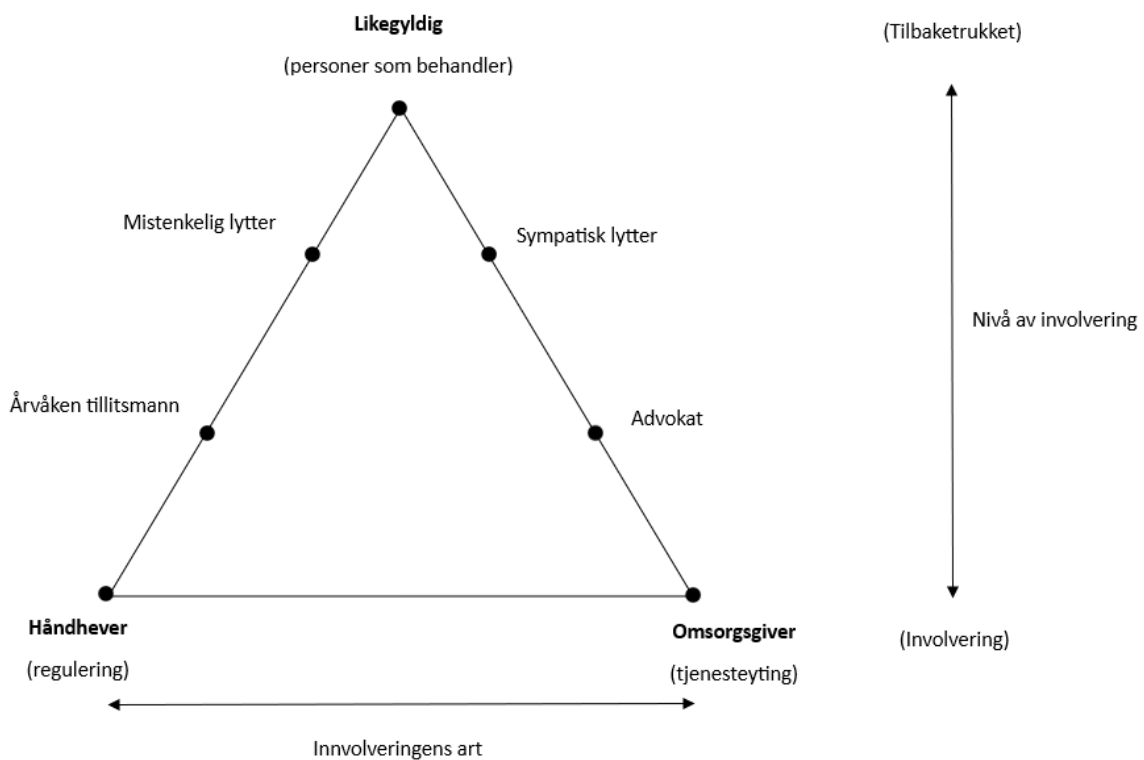 Likegyldig
(personer som behandler)
(Tilbaketrukket)
Mistenkelig lytter
Sympatisk lytter
Nivå av involvering
Årvåken tillitsmann
Advokat
Håndhever
(regulering)
Omsorgsgiver
(tjenesteyting)
(Involvering)
Innvolveringens art